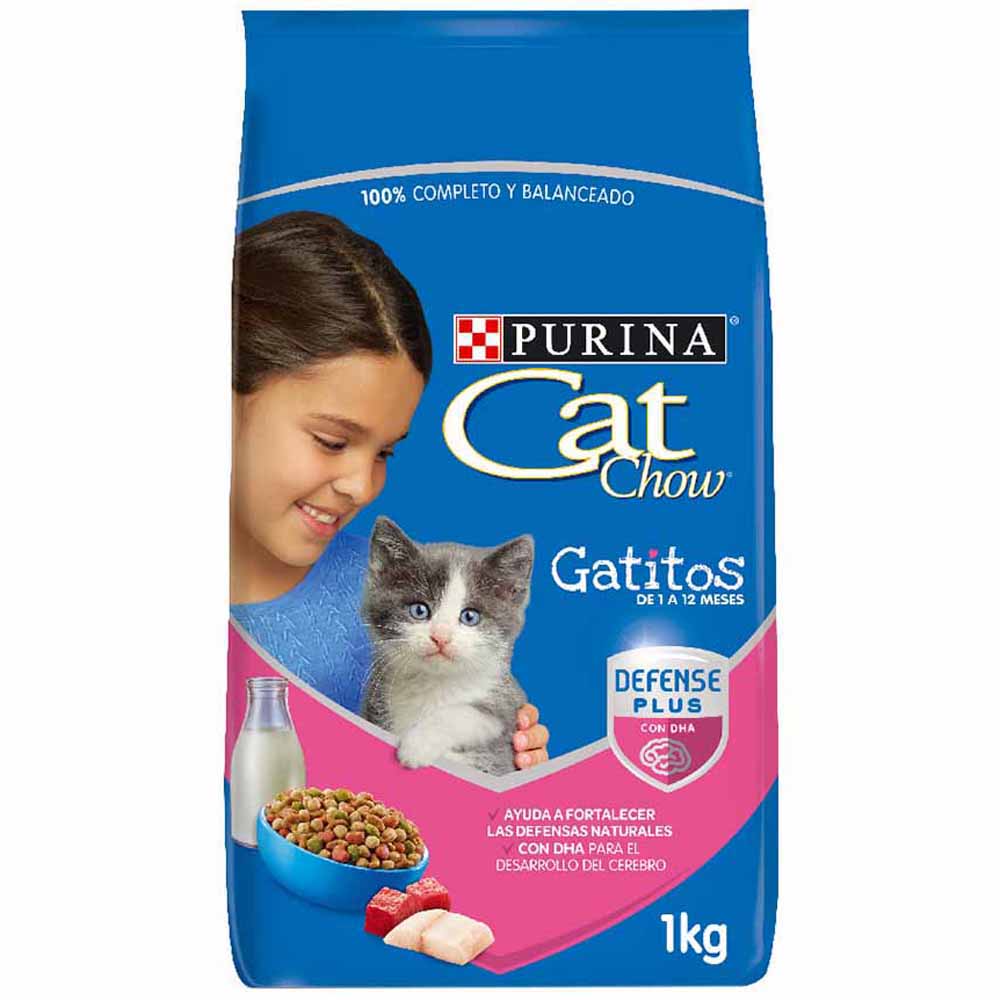 100% COMPLETO Y BALANCEADO
PURINA®
Cat
Chow®
Gatitos
DE 1 A 12 MESES
DEFENSE
PLUS
CON DHA
✓ AYUDA A FORTALECER
LAS DEFENSAS NATURALES
✓ CON DHA PARA EL
DESARROLLO DEL CEREBRO
1kg